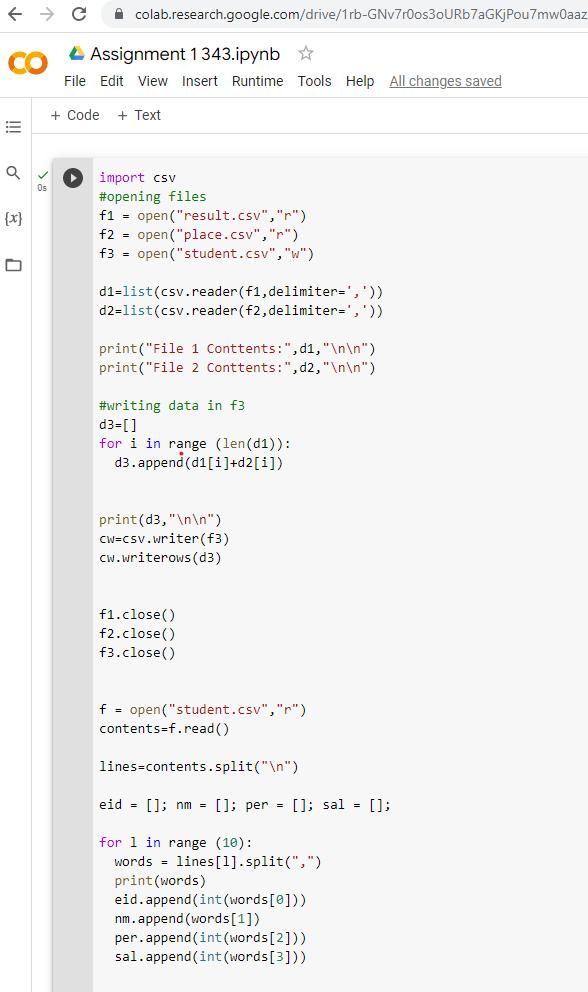 colab.research.google.com/drive/1rb-GNv7r0os3oURb7aGKjPou7mw0aaz
Assignment 1 343.ipynb
File Edit View Insert Runtime Tools Help All changes saved
+ Code + Text
0s
{x}
import csv
#opening files
f1 = open("result.csv","r")
f2 = open("place.csv","r")
f3 = open("student.csv","w")
d1=list(csv.reader(f1,delimiter=','))
d2=list(csv.reader(f2,delimiter=','))
print("File 1 Conttents:",d1,"\n\n")
print("File 2 Conttents:",d2,"\n\n")
#writing data in f3
d3=[]
for i in range (len(d1)):
  d3.append(d1[i]+d2[i])
print(d3,"\n\n")
cw=csv.writer(f3)
cw.writerows(d3)
f1.close()
f2.close()
f3.close()
f = open("student.csv","r")
contents=f.read()
lines=contents.split("\n")
eid = []; nm = []; per = []; sal = [];
for l in range (10):
  words = lines[l].split(",")
  print(words)
  eid.append(int(words[0]))
  nm.append(words[1])
  per.append(int(words[2]))
  sal.append(int(words[3]))